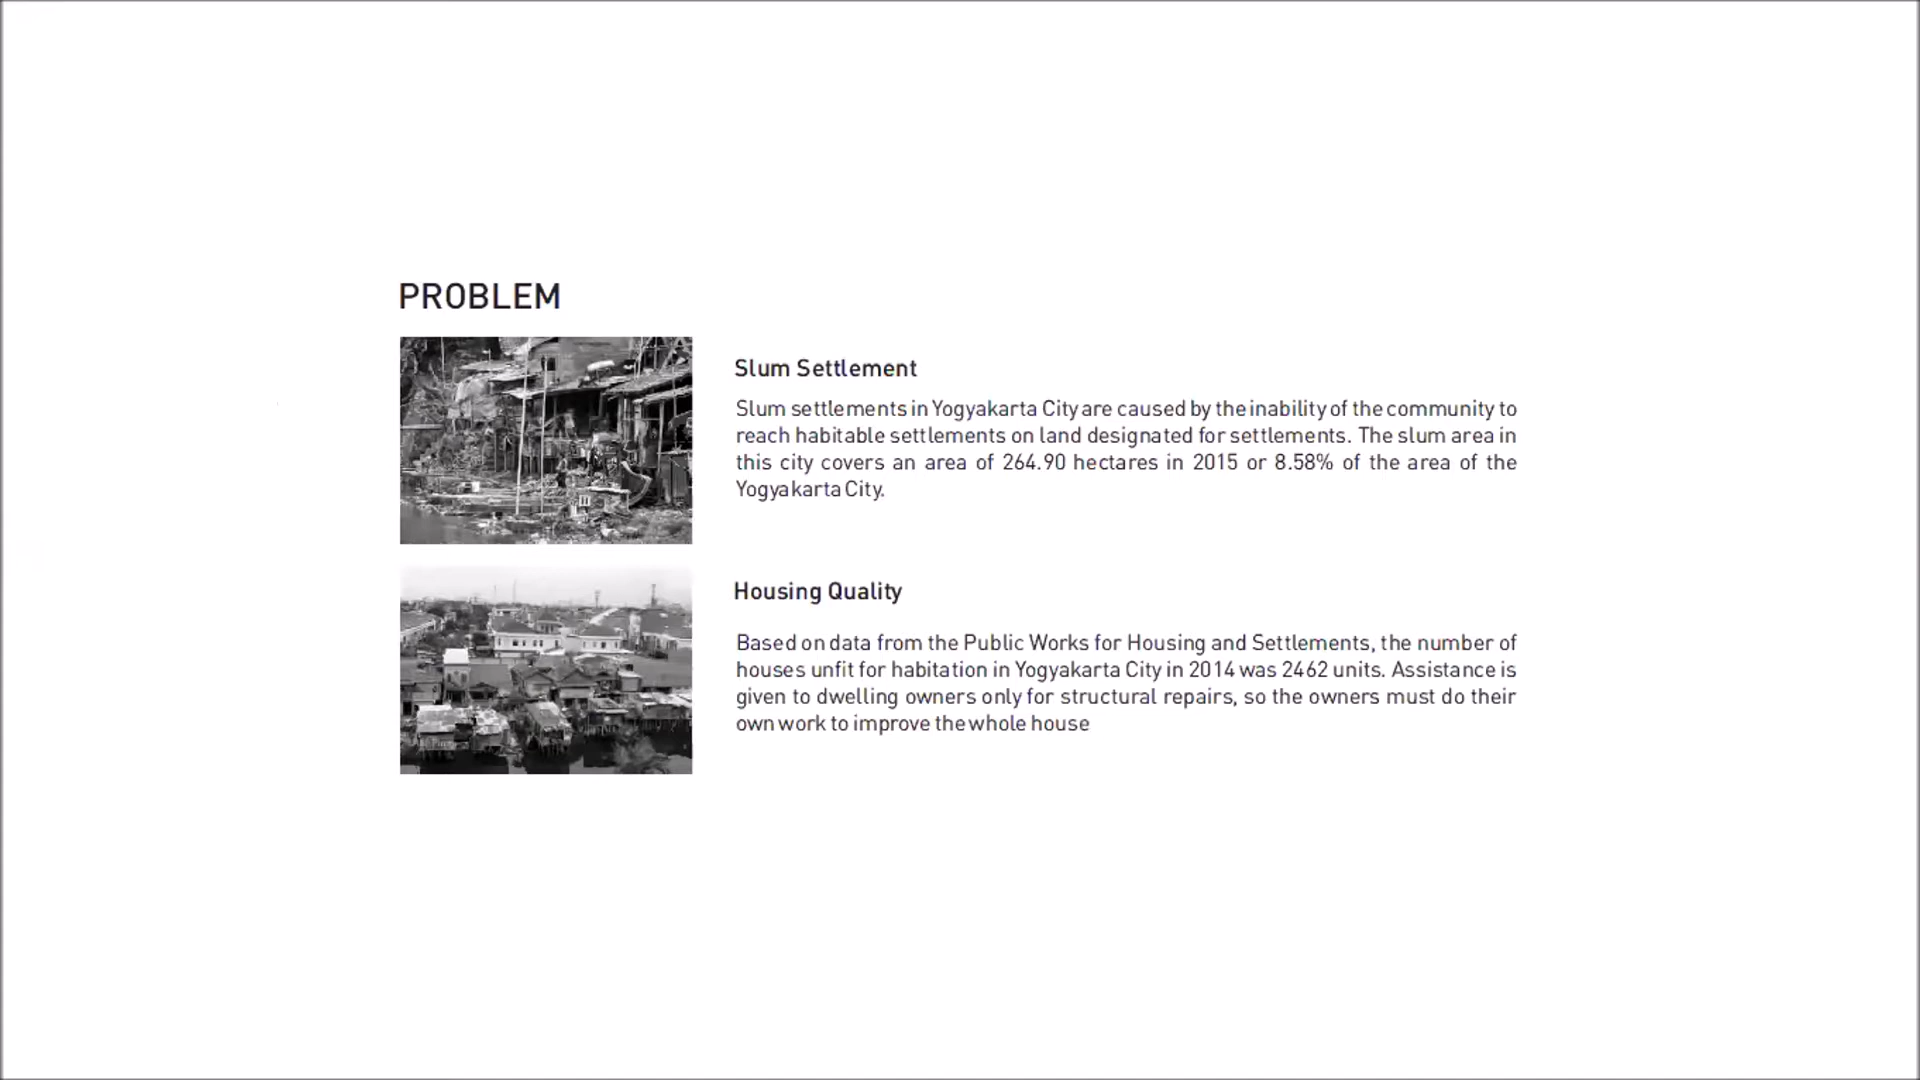 PROBLEM
Slum Settlement
Slum settlements in Yogyakarta City are caused by the inability of the community to
reach habitable settlements on land designated for settlements. The slum area in
this city covers an area of 264.90 hectares in 2015 or 8.58% of the area of the
Yogyakarta City.
Housing Quality
Based on data from the Public Works for Housing and Settlements, the number of
houses unfit for habitation in Yogyakarta City in 2014 was 2462 units. Assistance is
given to dwelling owners only for structural repairs, so the owners must do their
own work to improve the whole house